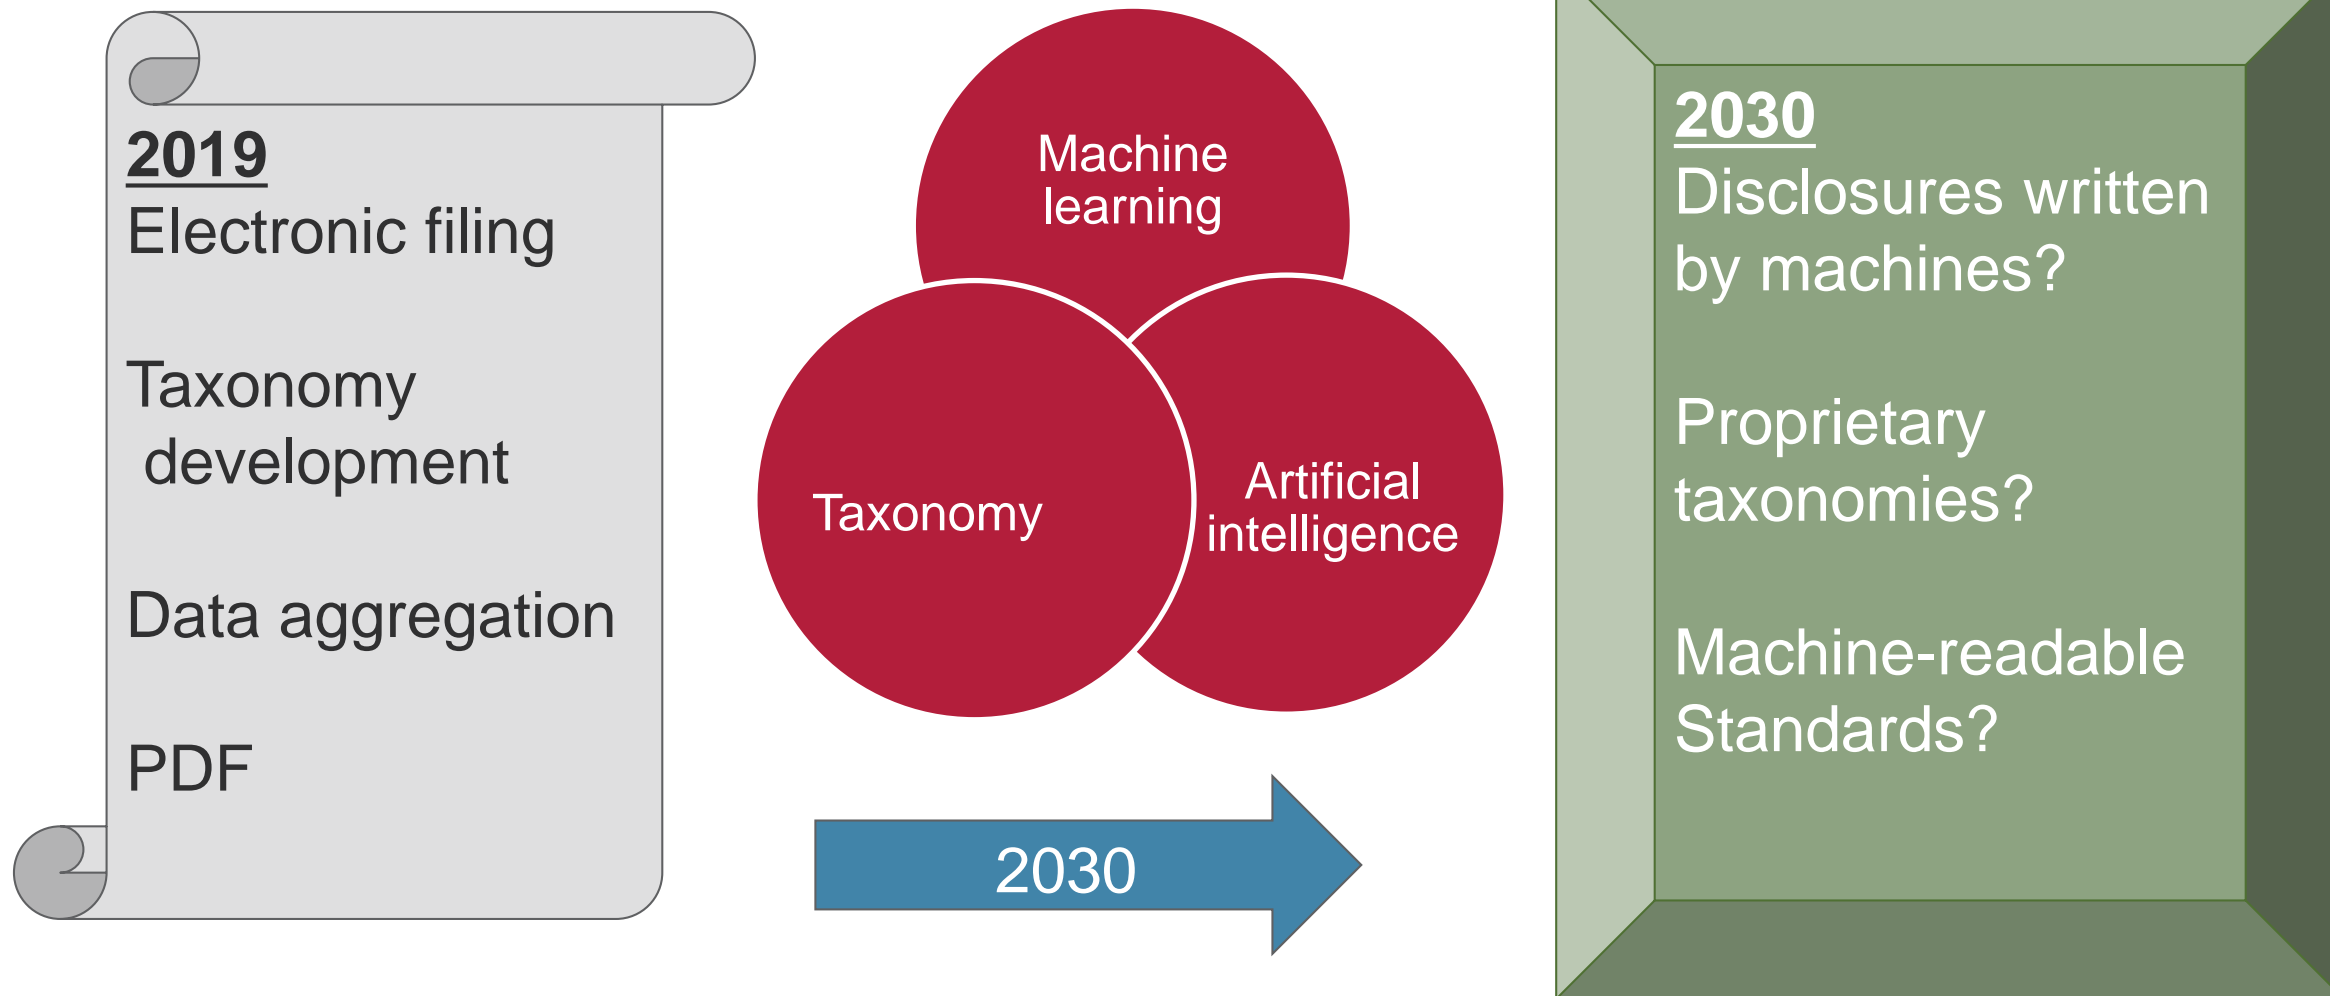 2019
Electronic filing
Taxonomy
development
Data aggregation
PDF
Machine
learning
Taxonomy
Artificial
intelligence
2030
2030
Disclosures written
by machines?
Proprietary
taxonomies?
Machine-readable
Standards?